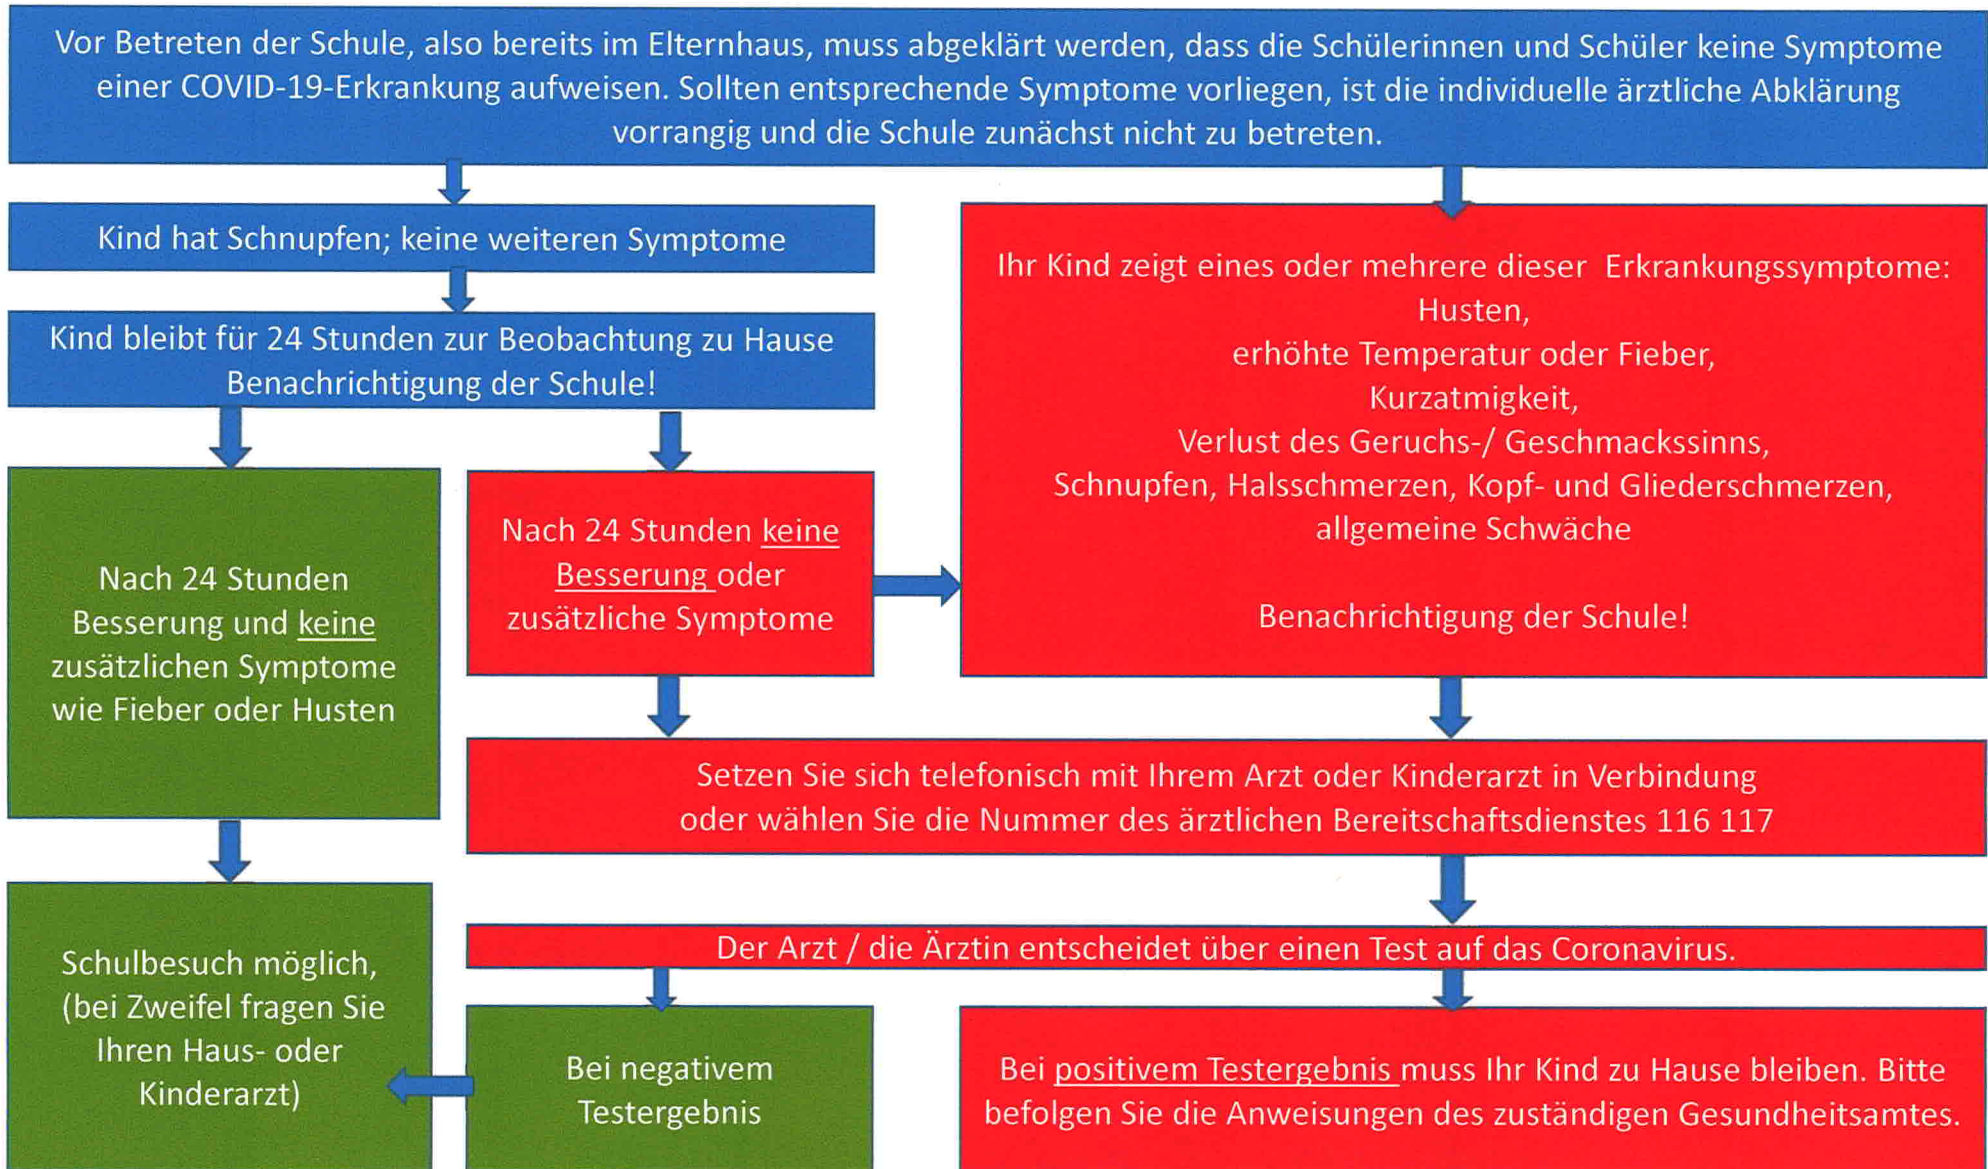 Vor Betreten der Schule, also bereits im Elternhaus, muss abgeklärt werden, dass die Schülerinnen und Schüler keine Symptome
einer COVID-19-Erkrankung aufweisen. Sollten entsprechende Symptome vorliegen, ist die individuelle ärztliche Abklärung
vorrangig und die Schule zunächst nicht zu betreten.
Kind hat Schnupfen; keine weiteren Symptome
Kind bleibt für 24 Stunden zur Beobachtung zu Hause
Benachrichtigung der Schule!
Nach 24 Stunden
Besserung und keine
zusätzlichen Symptome
wie Fieber oder Husten
Nach 24 Stunden keine
Besserung oder
zusätzliche Symptome
Ihr Kind zeigt eines oder mehrere dieser Erkrankungssymptome:
Husten,
erhöhte Temperatur oder Fieber,
Kurzatmigkeit,
Verlust des Geruchs-/ Geschmackssinns,
Schnupfen, Halsschmerzen, Kopf- und Gliederschmerzen,
allgemeine Schwäche
Benachrichtigung der Schule!
Setzen Sie sich telefonisch mit Ihrem Arzt oder Kinderarzt in Verbindung
oder wählen Sie die Nummer des ärztlichen Bereitschaftsdienstes 116 117
Der Arzt / die Ärztin entscheidet über einen Test auf das Coronavirus.
Schulbesuch möglich,
(bei Zweifel fragen Sie
Ihren Haus- oder
Kinderarzt)
Bei negativem
Testergebnis
Bei positivem Testergebnis muss Ihr Kind zu Hause bleiben. Bitte
befolgen Sie die Anweisungen des zuständigen Gesundheitsamtes.